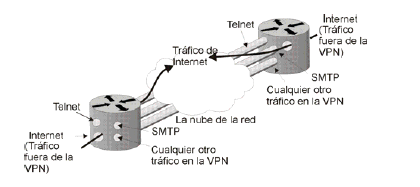 Telnet
Internet
(Tráfico
fuera de la
VPN)
Tráfico de
Internet
SMTP
Cualquier otro
tráfico en la VPN
La nube de la red
Telnet
SMTP
Internet
(Tráfico
fuera de la
VPN)
Cualquier otro
tráfico en la VPN